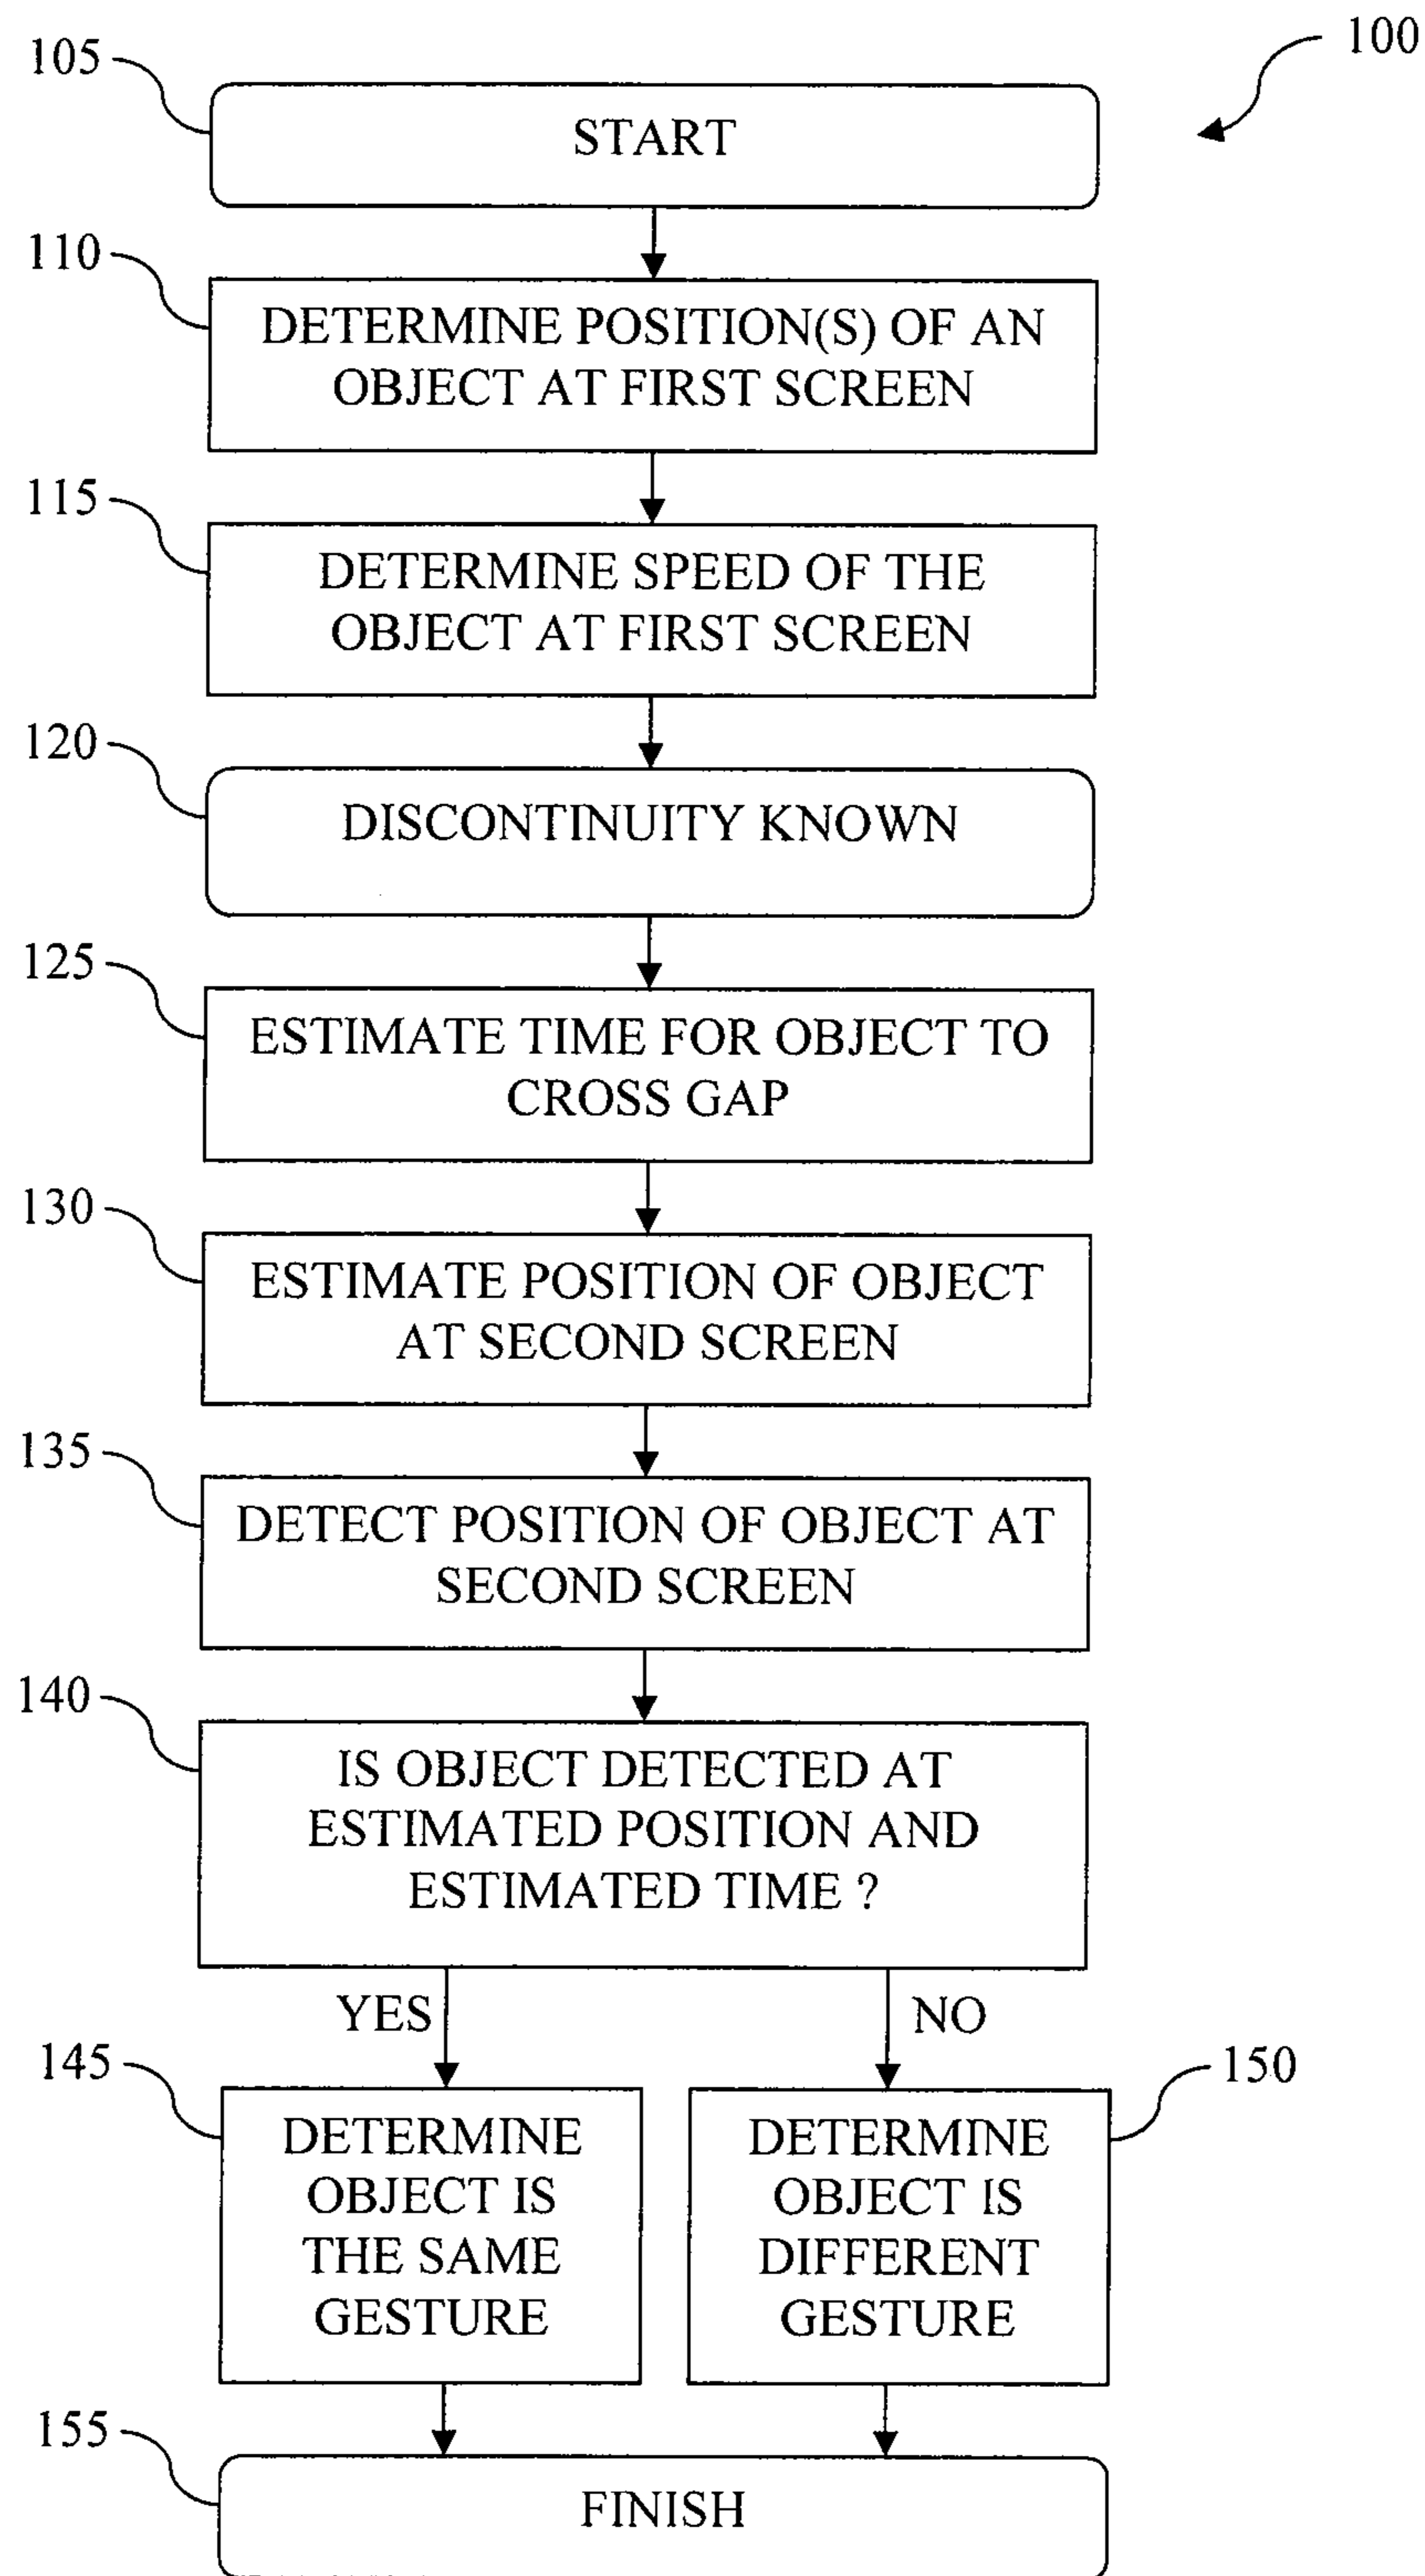 100
105
START
110
DETERMINE POSITION(S) OF AN
OBJECT AT FIRST SCREEN
115
DETERMINE SPEED OF THE
OBJECT AT FIRST SCREEN
120
DISCONTINUITY KNOWN
125
ESTIMATE TIME FOR OBJECT TO
CROSS GAP
130
ESTIMATE POSITION OF OBJECT
AT SECOND SCREEN
135
DETECT POSITION OF OBJECT AT
SECOND SCREEN
140
IS OBJECT DETECTED AT
ESTIMATED POSITION AND
ESTIMATED TIME ?
YES
NO
145
DETERMINE
OBJECT IS
THE SAME
GESTURE
150
DETERMINE
OBJECT IS
DIFFERENT
GESTURE
155
FINISH